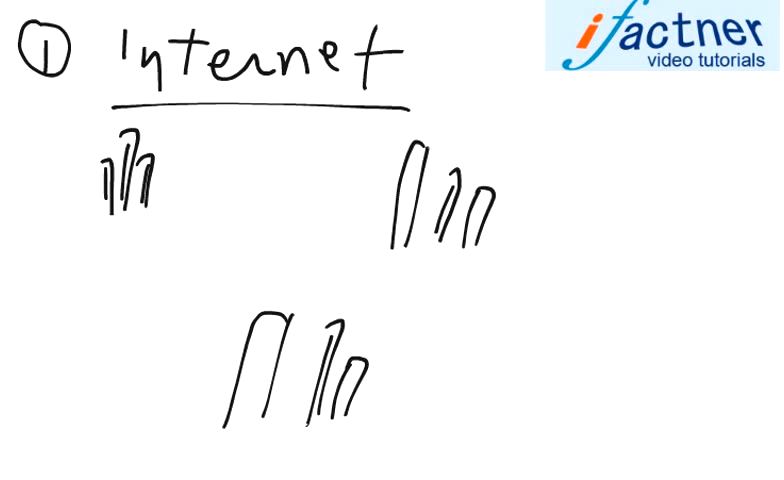 ① Internet
ifactner
video tutorials